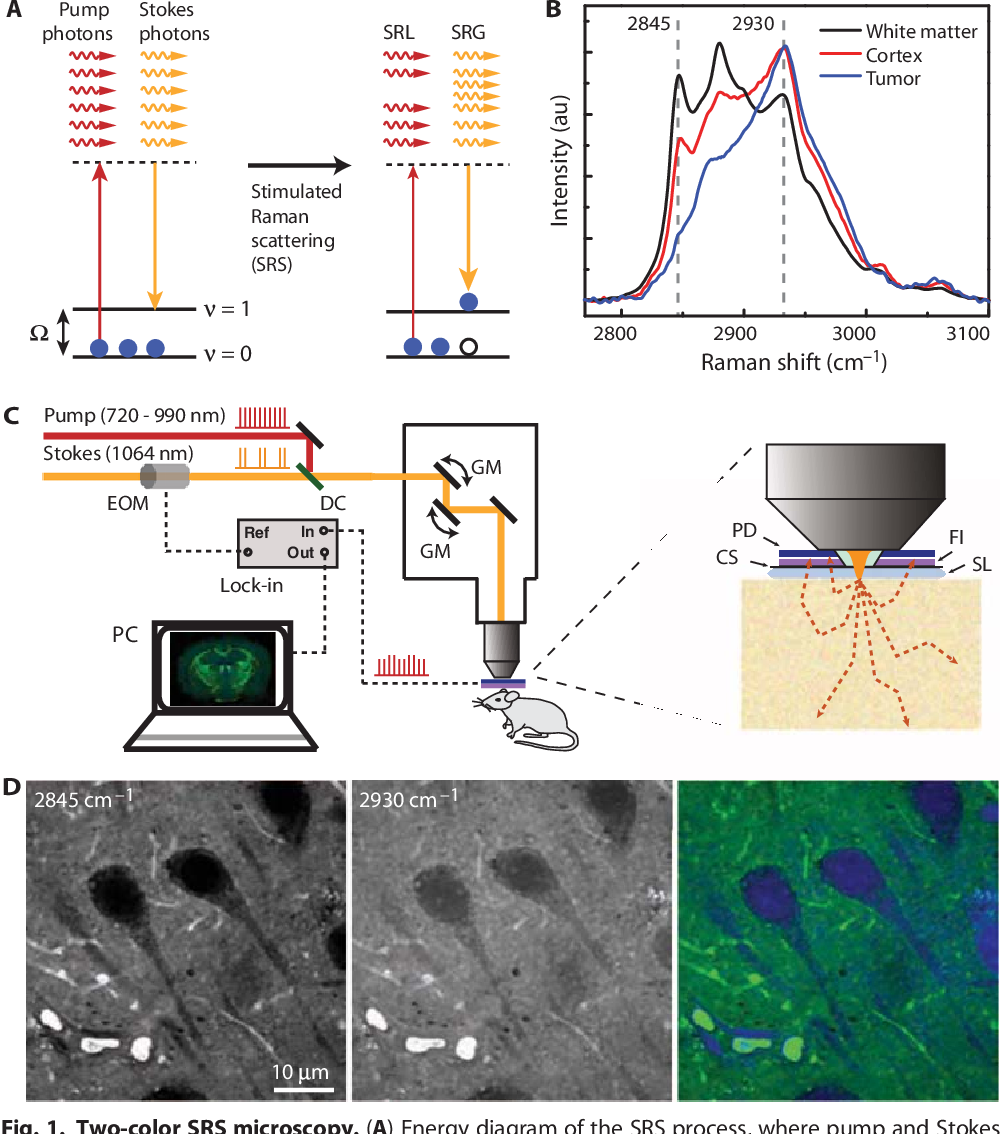 A
Pump photons
Stokes photons
SRL
SRG
Stimulated
Raman
scattering
(SRS)
Ω
ν = 1
ν = 0
B
2845
2930
White matter
Cortex
Tumor
Intensity (au)
2800
2900
3000
3100
Raman shift (cm⁻¹)
C
Pump (720 - 990 nm)
Stokes (1064 nm)
EOM
DC
GM
GM
Ref
In
Out
Lock-in
PC
PD
CS
FI
SL
D
2845 cm⁻¹
2930 cm⁻¹
10 μm
Fig. 1. Two-color SRS microscopy. (A) Energy diagram of the SRS process, where pump and Stokes